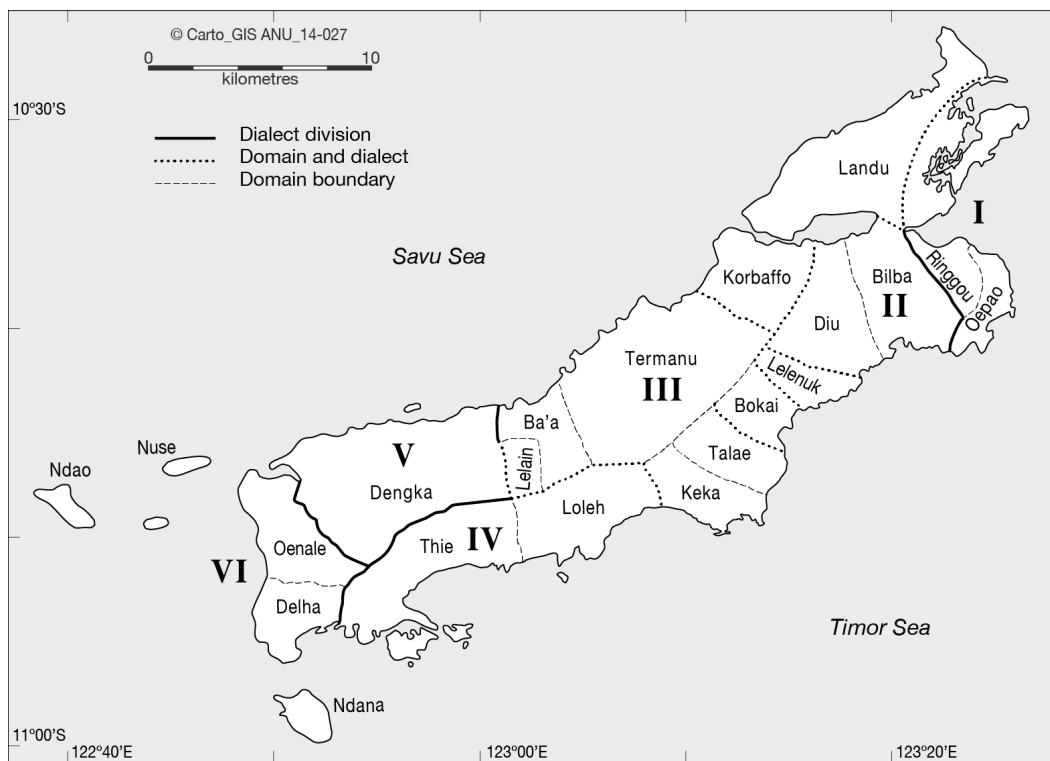 © Carto_GIS ANU_14-027
0 10
kilometres
10°30'S
Dialect division
Domain and dialect
Domain boundary
Landu
I
Savu Sea
Korbaffo
Bilba
Ringgou
II
Oepao
Diu
Termanu
Lelenuk
III
Bokai
Ba'a
Nuse
V
Talae
Ndao
Lelain
Dengka
Keka
Loleh
Oenale
Thie
IV
VI
Delha
Timor Sea
Ndana
11°00'S
122°40'E
123°00'E
123°20'E